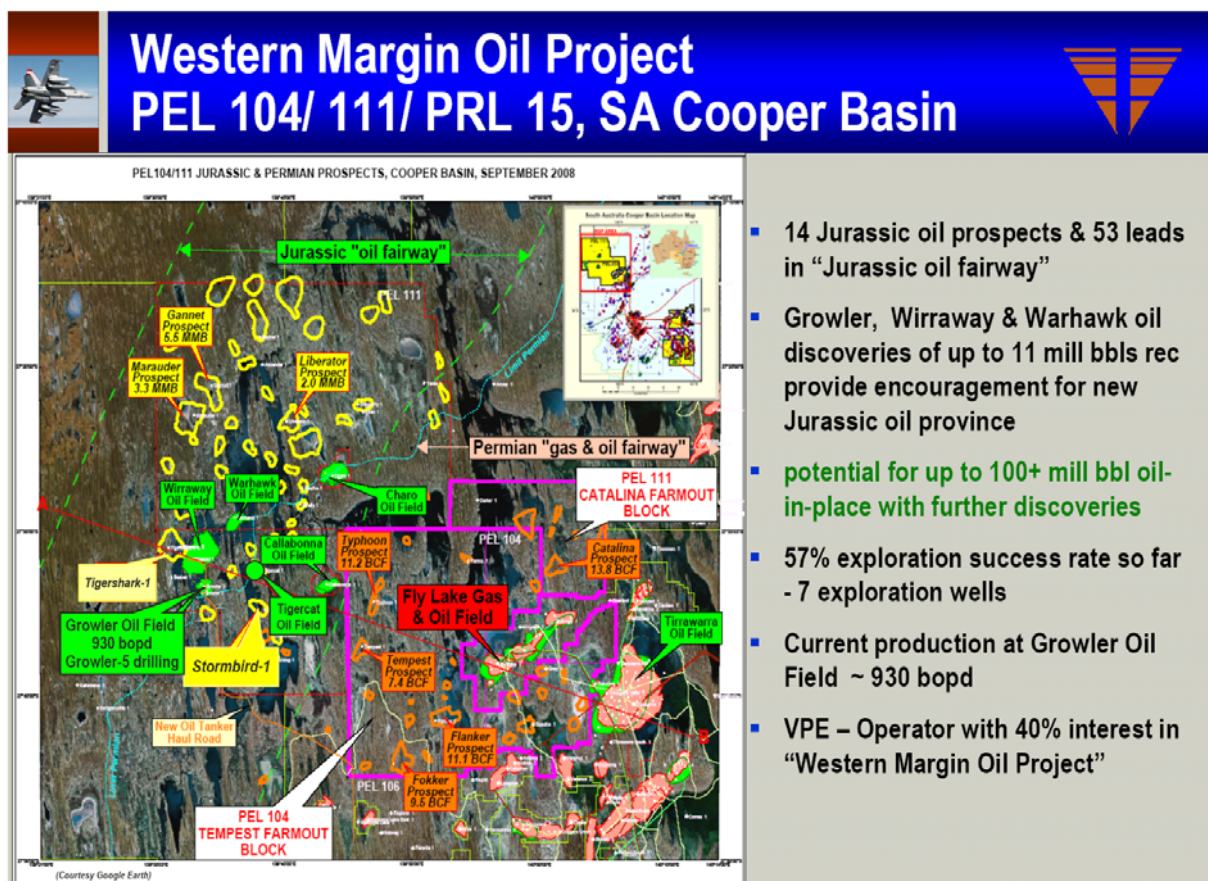 Western Margin Oil Project
PEL 104/ 111/ PRL 15, SA Cooper Basin
PEL104/111 JURASSIC & PERMIAN PROSPECTS, COOPER BASIN, SEPTEMBER 2008
South Australia Cooper Basin Location Map
Jurassic "oil fairway"
PEL 111
Gannet
Prospect
5.5 MMB
Marauder
Prospect
3.3 MMB
Liberator
Prospect
2.0 MMB
Limit Permian
Permian "gas & oil fairway"
PEL 111
CATALINA FARMOUT
BLOCK
Wirraway
Oil Field
Warhawk
Oil Field
Charo
Oil Field
A
Typhoon
Prospect
11.2 BCF
Callabonna
Oil Field
PEL 104
Catalina
Prospect
13.8 BCF
Tigershark-1
Fly Lake Gas
& Oil Field
Tirrawarra
Oil Field
Tigercat
Oil Field
Growler Oil Field
930 bopd
Growler-5 drilling
Stormbird-1
Tempest
Prospect
7.4 BCF
New Oil Tanker
Haul Road
Flanker
Prospect
11.1 BCF
B
Limit Permian
PEL 106
Fokker
Prospect
9.5 BCF
PEL 104
TEMPEST FARMOUT
BLOCK
(Courtesy Google Earth)
▪ 14 Jurassic oil prospects & 53 leads
in “Jurassic oil fairway”
▪ Growler, Wirraway & Warhawk oil
discoveries of up to 11 mill bbls rec
provide encouragement for new
Jurassic oil province
▪ potential for up to 100+ mill bbl oil-
in-place with further discoveries
▪ 57% exploration success rate so far
- 7 exploration wells
▪ Current production at Growler Oil
Field ~ 930 bopd
▪ VPE – Operator with 40% interest in
“Western Margin Oil Project”